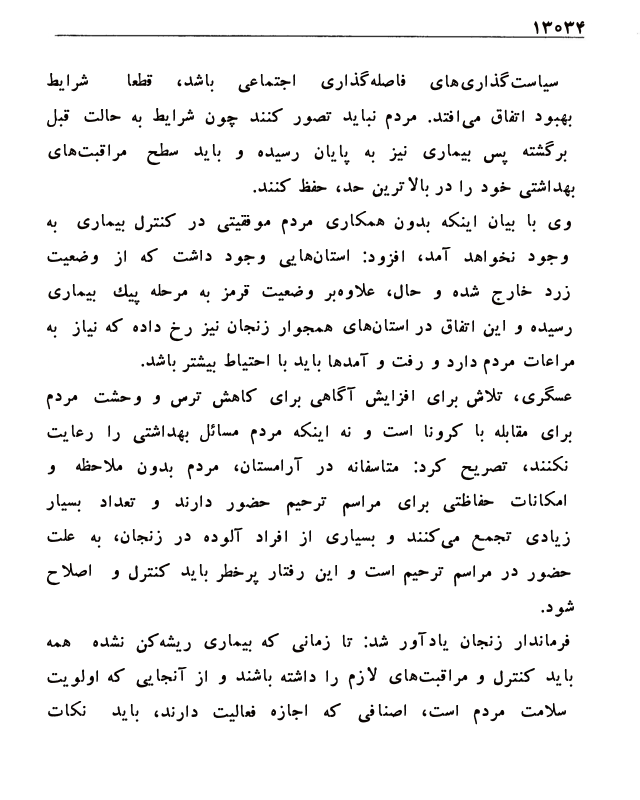 ۱۳۰۳۴
سیاست‌گذاری‌های فاصله‌گذاری اجتماعی باشد، قطعا شرایط
بهبود اتفاق می‌افتد. مردم نباید تصور کنند چون شرایط به حالت قبل
برگشته پس بیماری نیز به پایان رسیده و باید سطح مراقبت‌های
بهداشتی خود را در بالاترین حد، حفظ کنند.
وی با بیان اینکه بدون همکاری مردم موفقیتی در کنترل بیماری به
وجود نخواهد آمد، افزود: استان‌هایی وجود داشت که از وضعیت
زرد خارج شده و حال، علاوه‌بر وضعیت قرمز به مرحله پیك بیماری
رسیده و این اتفاق در استان‌های همجوار زنجان نیز رخ داده که نیاز به
مراعات مردم دارد و رفت و آمدها باید با احتیاط بیشتر باشد.
عسگری، تلاش برای افزایش آگاهی برای کاهش ترس و وحشت مردم
برای مقابله با کرونا است و نه اینکه مردم مسائل بهداشتی را رعایت
نکنند، تصریح کرد: متاسفانه در آرامستان، مردم بدون ملاحظه و
امکانات حفاظتی برای مراسم ترحیم حضور دارند و تعداد بسیار
زیادی تجمع می‌کنند و بسیاری از افراد آلوده در زنجان، به علت
حضور در مراسم ترحیم است و این رفتار پرخطر باید کنترل و اصلاح
شود.
فرماندار زنجان یادآور شد: تا زمانی که بیماری ریشه‌کن نشده همه
باید کنترل و مراقبت‌های لازم را داشته باشند و از آنجایی که اولویت
سلامت مردم است، اصنافی که اجازه فعالیت دارند، باید نکات